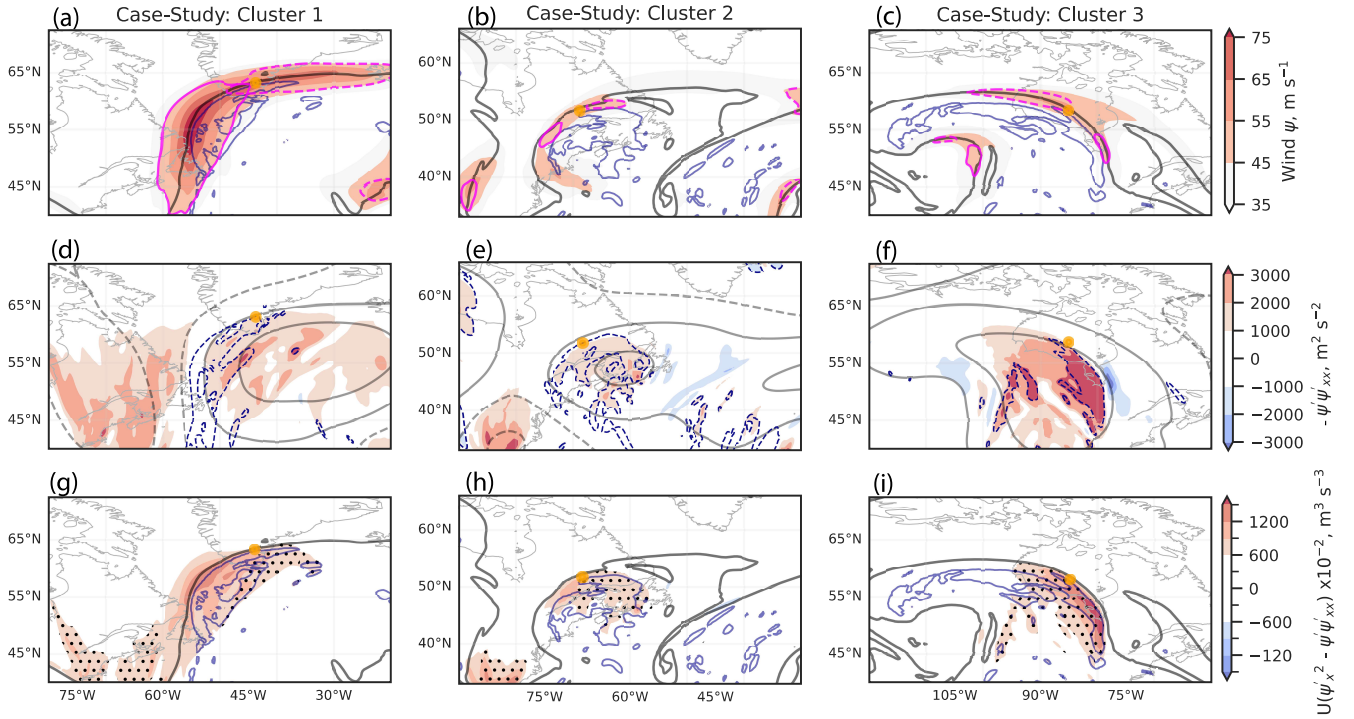 Case-Study: Cluster 1
Case-Study: Cluster 2
Case-Study: Cluster 3
(a)
(b)
(c)
65°N
55°N
45°N
60°N
50°N
40°N
65°N
55°N
45°N
75
65
55
45
35
Wind ψ, m s⁻¹
(d)
(e)
(f)
65°N
55°N
45°N
60°N
50°N
40°N
65°N
55°N
45°N
3000
2000
1000
0
−1000
−2000
−3000
- ψ'ψ'xx, m² s⁻²
(g)
(h)
(i)
65°N
55°N
45°N
60°N
50°N
40°N
65°N
55°N
45°N
1200
600
0
−600
−120
U(ψ'x² - ψ'ψ'xx) x10⁻², m³ s⁻³
75°W
60°W
45°W
30°W
75°W
60°W
45°W
105°W
90°W
75°W